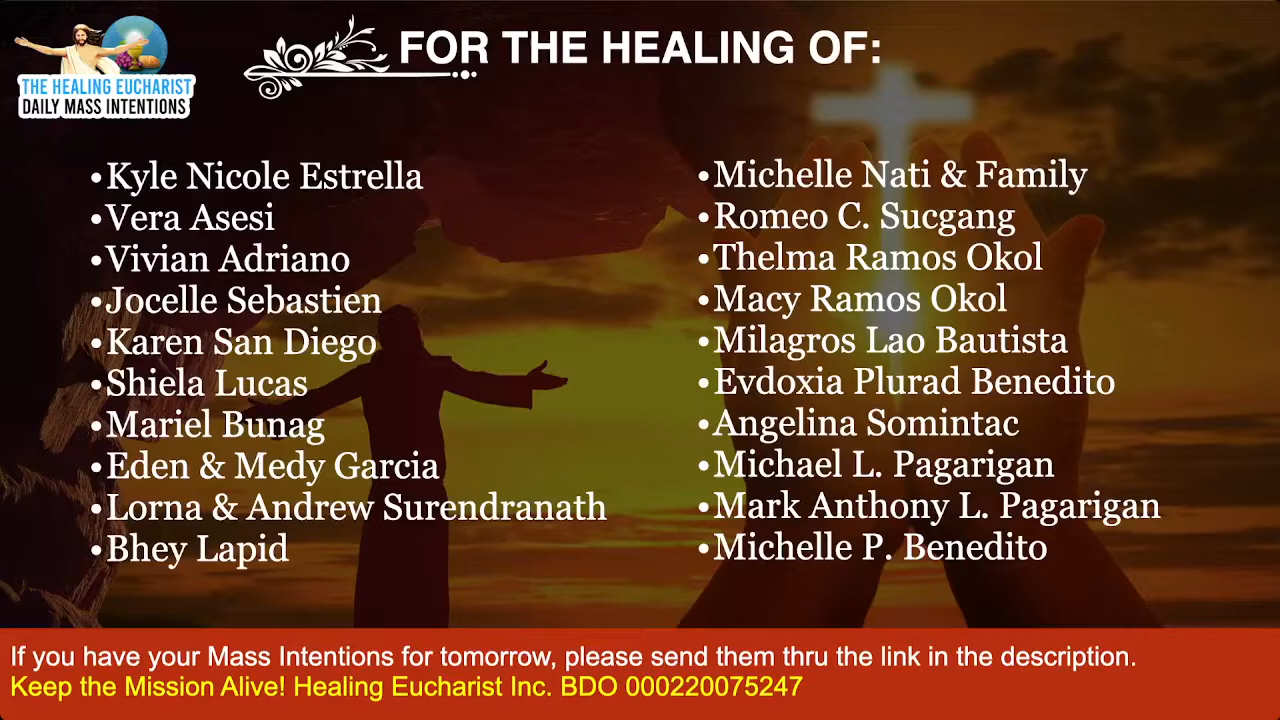 THE HEALING EUCHARIST
DAILY MASS INTENTIONS
FOR THE HEALING OF:
•Kyle Nicole Estrella
•Vera Asesi
•Vivian Adriano
•Jocelle Sebastien
•Karen San Diego
•Shiela Lucas
•Mariel Bunag
•Eden & Medy Garcia
•Lorna & Andrew Surendranath
•Bhey Lapid
•Michelle Nati & Family
•Romeo C. Sucgang
•Thelma Ramos Okol
•Macy Ramos Okol
•Milagros Lao Bautista
•Evdoxia Plurad Benedito
•Angelina Somintac
•Michael L. Pagarigan
•Mark Anthony L. Pagarigan
•Michelle P. Benedito
If you have your Mass Intentions for tomorrow, please send them thru the link in the description.
Keep the Mission Alive! Healing Eucharist Inc. BDO 000220075247